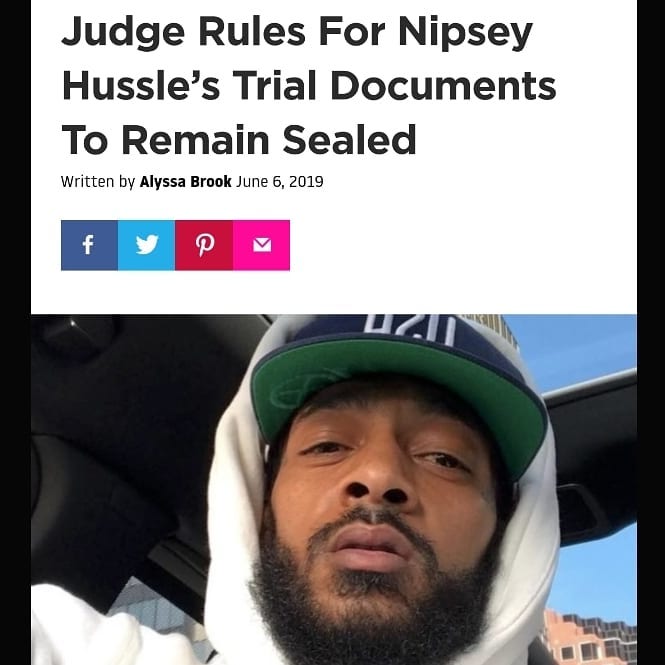 Judge Rules For Nipsey
Hussle’s Trial Documents
To Remain Sealed
Written by Alyssa Brook June 6, 2019
f